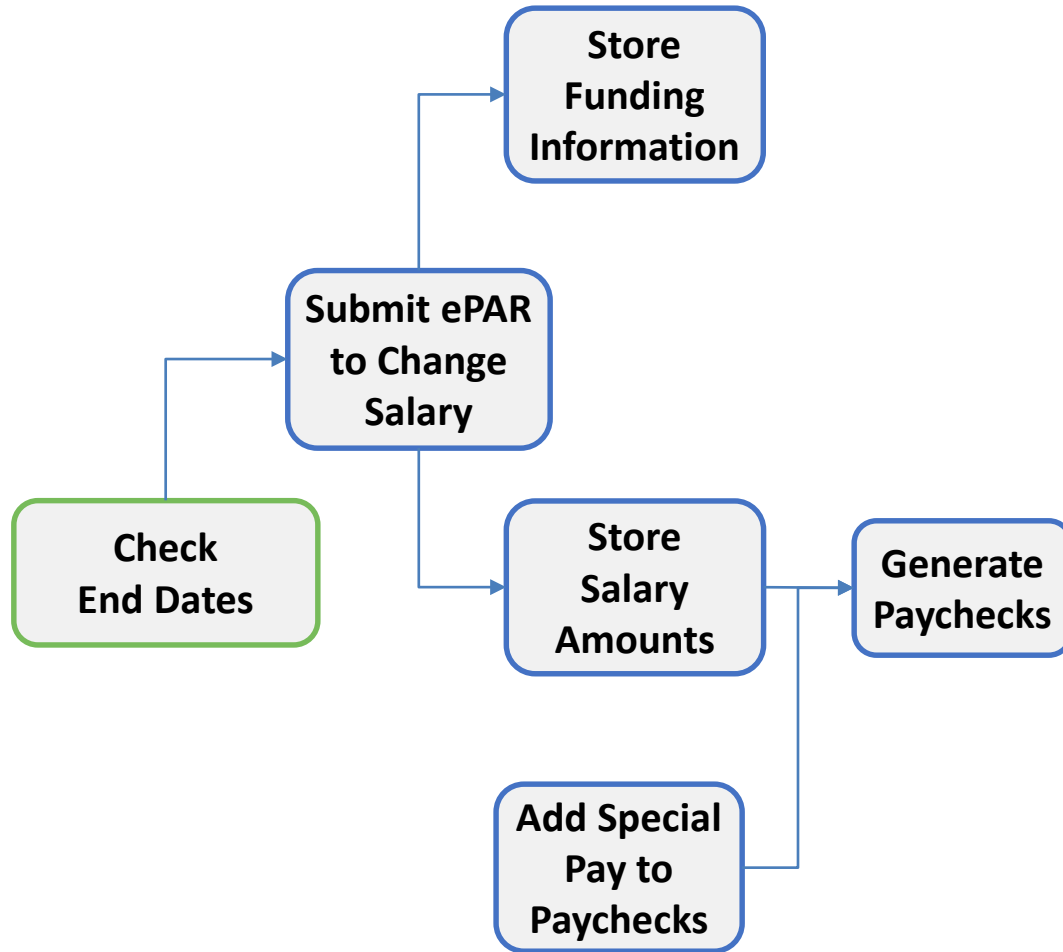 Store
Funding
Information
Submit ePAR
to Change
Salary
Check
End Dates
Store
Salary
Amounts
Generate
Paychecks
Add Special
Pay to
Paychecks